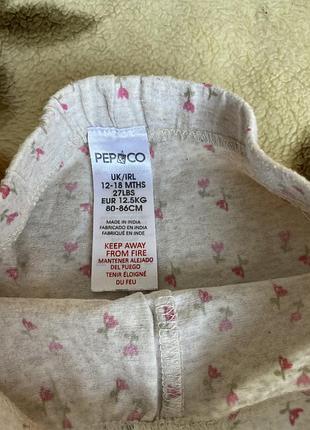 PEP&CO
UK/IRL
12-18 MTHS
27LBS
EUR 12.5KG
80-86CM
MADE IN INDIA
FABRICADO EN INDIA
FABRIQUÉ EN INDE
KEEP AWAY
FROM FIRE
MANTENER ALEJADO
DEL FUEGO
TENIR ÉLOIGNÉ
DU FEU